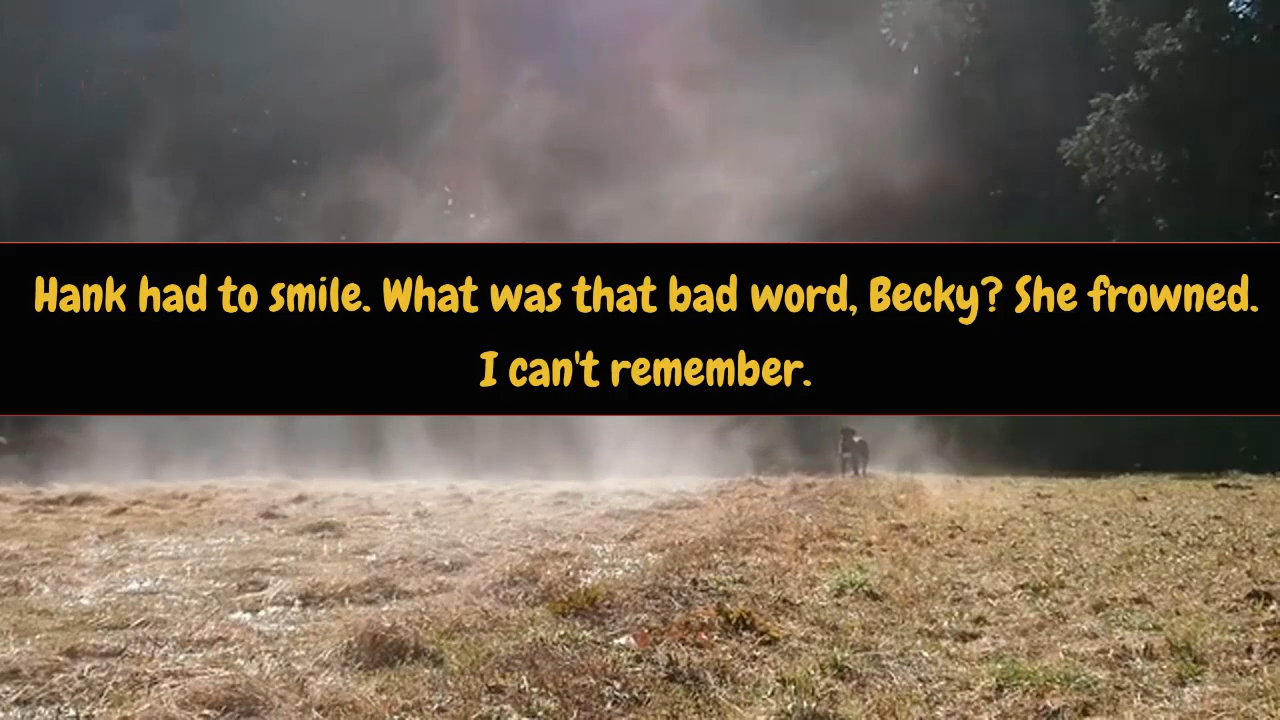 Hank had to smile. What was that bad word, Becky? She frowned.
I can't remember.